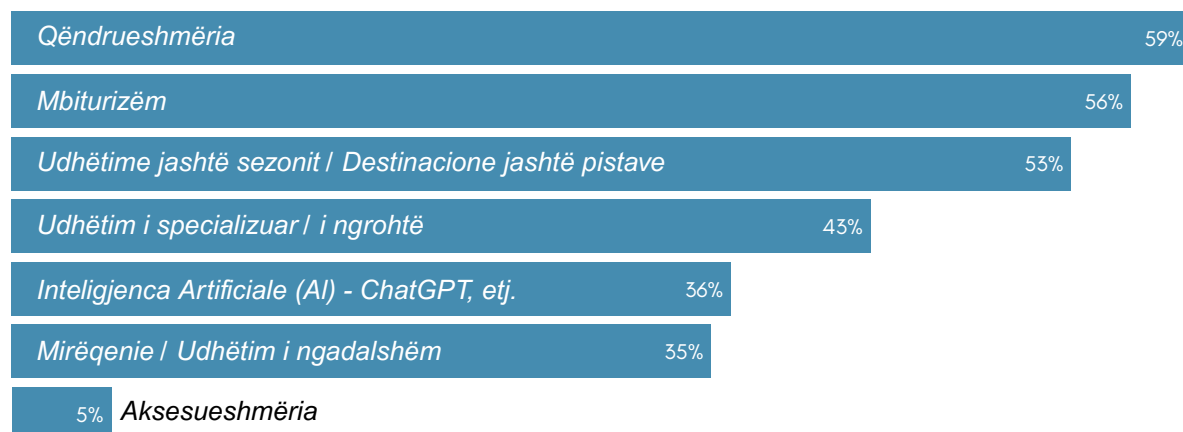 Qëndrueshmëria 59%
Mbiturizëm 56%
Udhëtime jashtë sezonit / Destinacione jashtë pistave 53%
Udhëtim i specializuar / i ngrohtë 43%
Inteligjenca Artificiale (AI) - ChatGPT, etj. 36%
Mirëqenie / Udhëtim i ngadalshëm 35%
5% Aksesueshmëria